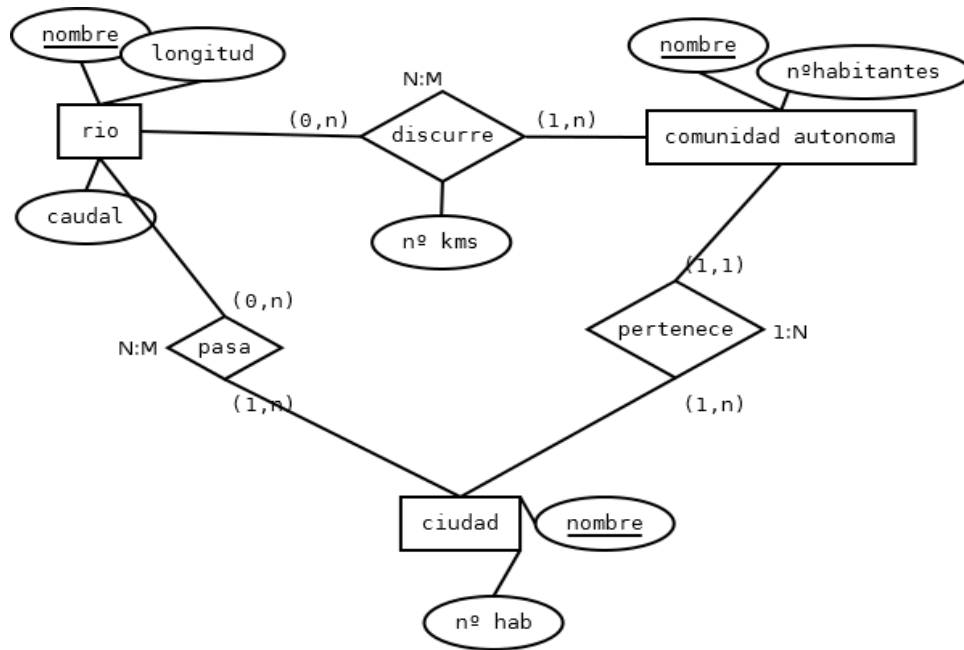 nombre
longitud
nombre
nºhabitantes
N:M
rio
(0,n)
discurre
(1,n)
comunidad autonoma
caudal
nº kms
(1,1)
(0,n)
N:M
pasa
pertenece
1:N
(1,n)
(1,n)
ciudad
nombre
nº hab